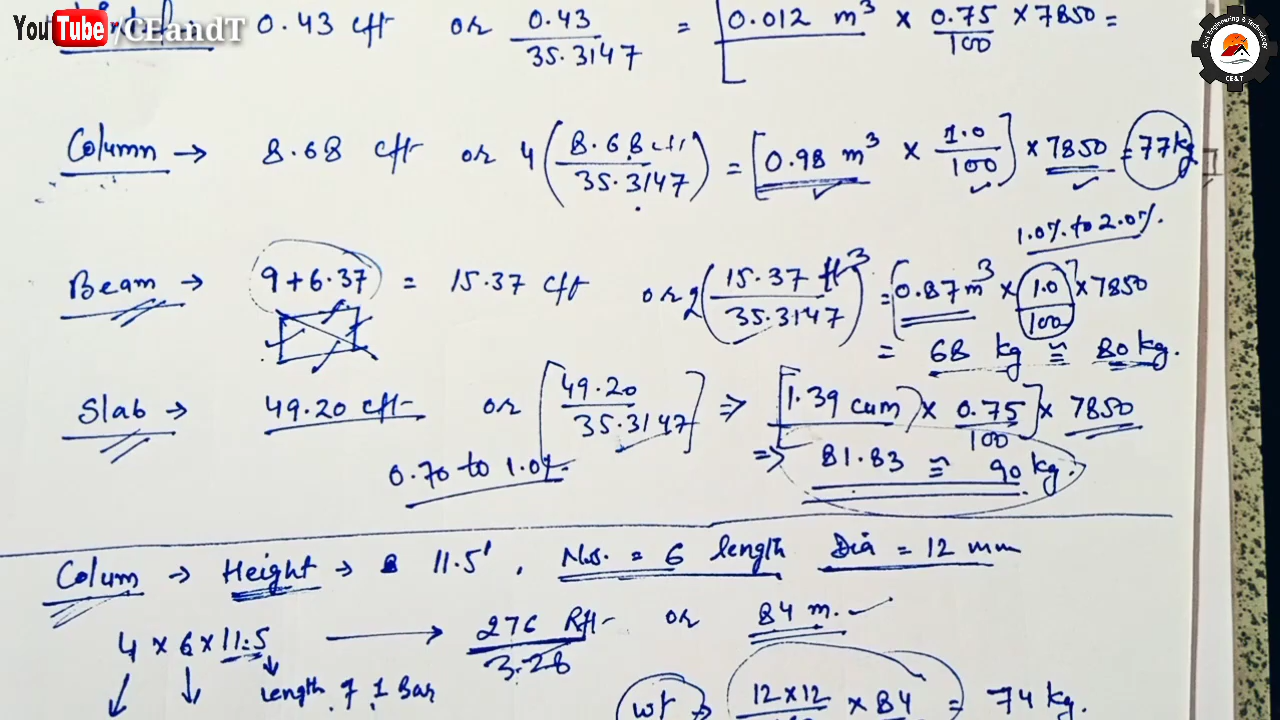 YouTube/CEandT
0.43 cft or 0.43/35.3147 = [0.012 m³ × 0.75/100 × 7850 =
Civil Engineering & Technology
CE&T
Column → 8.68 cft or 4(8.68 cft/35.3147) = [0.98 m³ × 1.0/100] × 7850 = 77kg
1.0% to 2.0%
Beam → 9+6.37 = 15.37 cft or 2(15.37 ft³/35.3147) = [0.87m³ × 1.0/100] × 7850
= 68 kg ≅ 80 kg.
Slab → 49.20 cft or [49.20/35.3147] ⇒ [1.39 cum) × 0.75/100] × 7850
0.70 to 1.0%. ⇒ 81.83 ≅ 90 kg.
Colum → Height → 11.5', Nos. = 6 length Dia = 12 mm
4 × 6 × 11.5 → 276 Rft/3.28 or 84 m.
length of 1 Bar
wt → 12×12 × 84 = 74 kg.